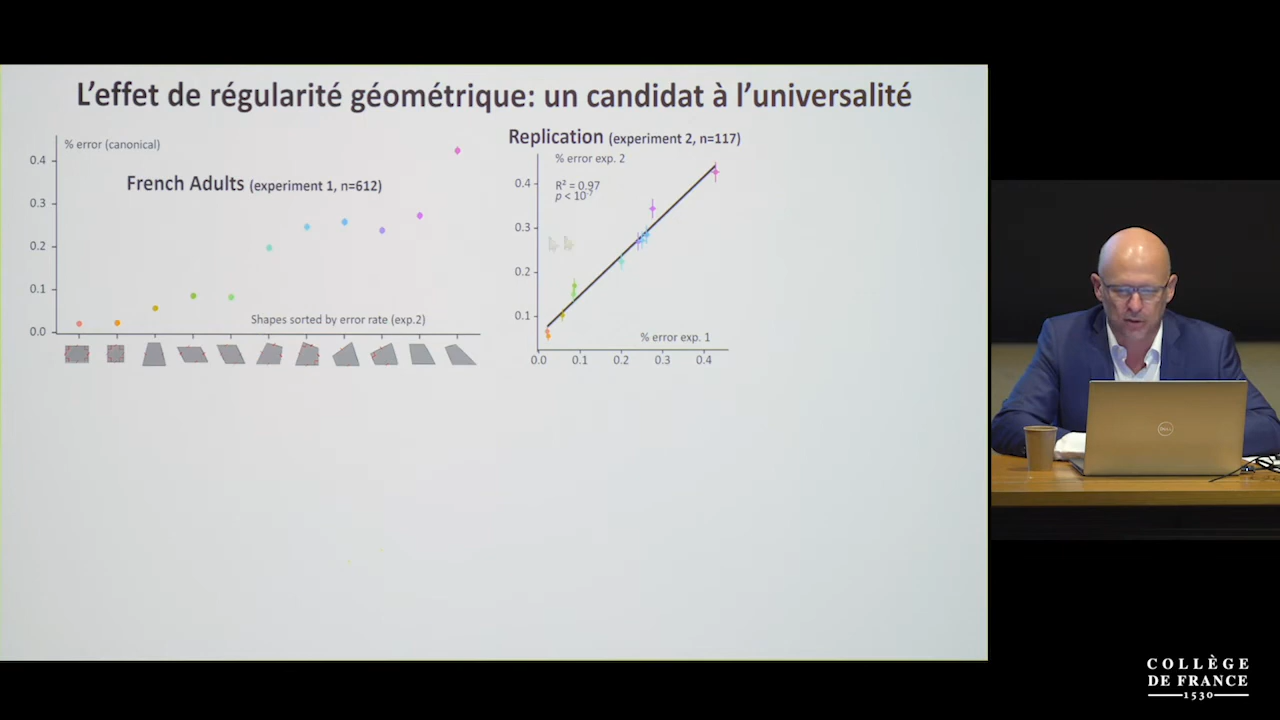 L'effet de régularité géométrique: un candidat à l'universalité
% error (canonical)
French Adults (experiment 1, n=612)
0.4
0.3
0.2
0.1
0.0
Shapes sorted by error rate (exp.2)
Replication (experiment 2, n=117)
% error exp. 2
R² = 0.97
p < 10⁻⁷
0.4
0.3
0.2
0.1
% error exp. 1
0.0 0.1 0.2 0.3 0.4
DELL
COLLÈGE
DE FRANCE
1530